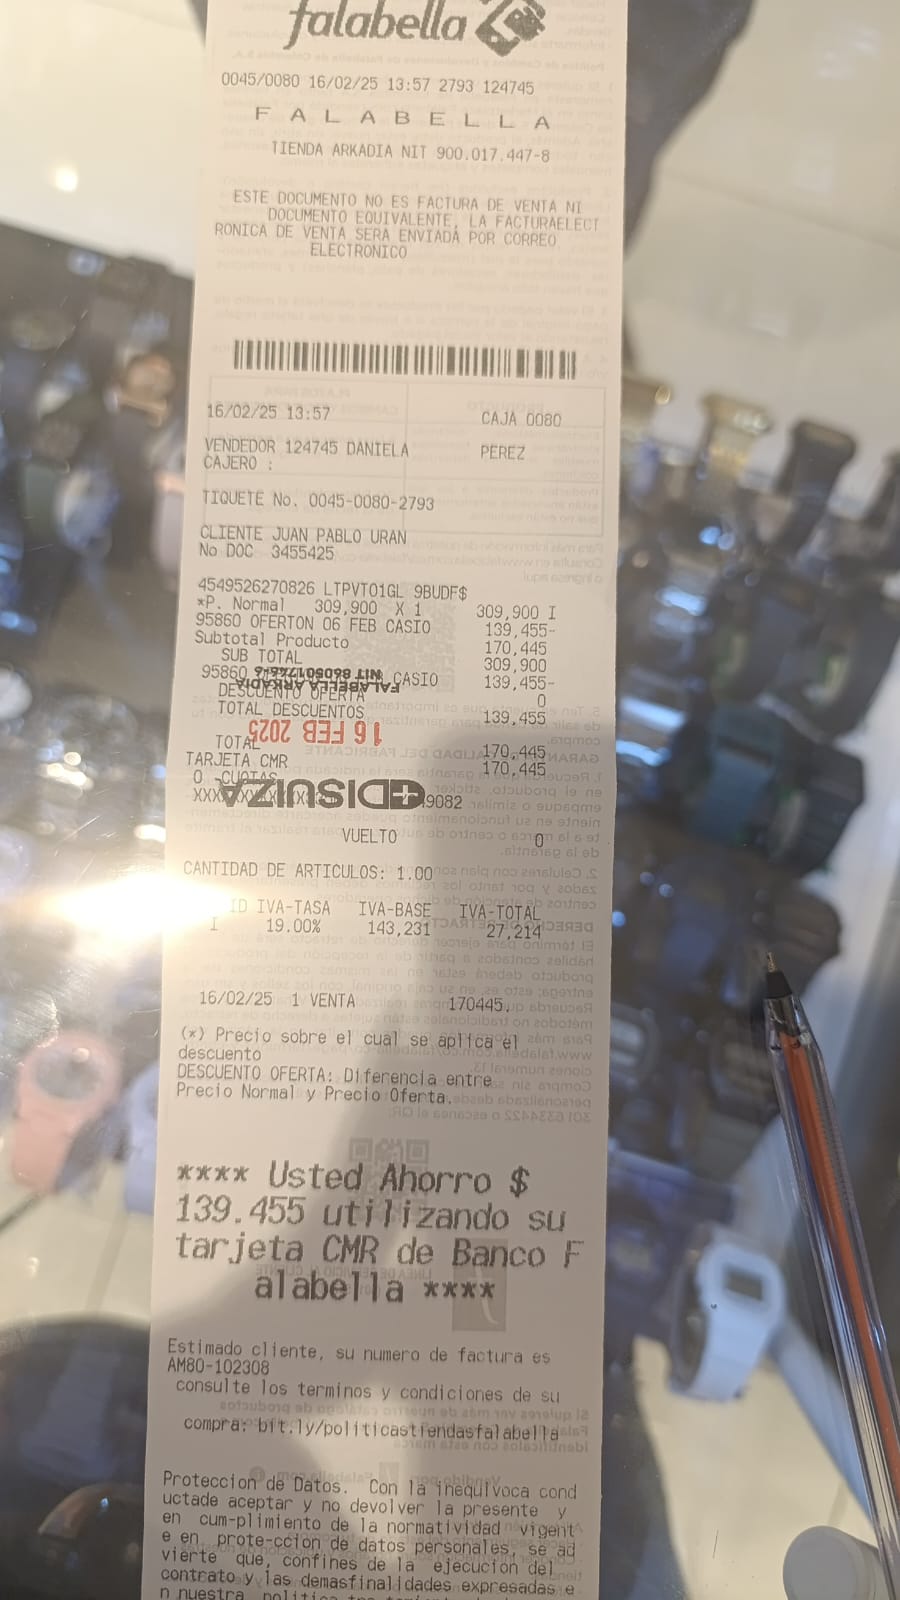 falabella
0045/0080 16/02/25 13:57 2793 124745
F A L A B E L L A
TIENDA ARKADIA NIT 900.017.447-8
ESTE DOCUMENTO NO ES FACTURA DE VENTA NI
DOCUMENTO EQUIVALENTE, LA FACTURAELECT
RONICA DE VENTA SERA ENVIADA POR CORREO
ELECTRONICO
16/02/25 13:57 CAJA 0080
VENDEDOR 124745 DANIELA PEREZ
CAJERO :
TIQUETE No. 0045-0080-2793
CLIENTE JUAN PABLO URAN
No DOC 3455425
4549526270826 LTPVT01GL 9BUDF$
*P. Normal 309,900 X 1 309,900 I
95860 OFERTON 06 FEB CASIO 139,455-
Subtotal Producto 170,445
SUB TOTAL 309,900
95860 CASIO 139,455-
DESCUENTO OFERTA 0
TOTAL DESCUENTOS 139,455
FALABELLA ARKADIA
16 FEB 2025
TOTAL 170,445
TARJETA CMR 170,445
0 CUOTAS
DISUIZA
9082
VUELTO 0
CANTIDAD DE ARTICULOS: 1.00
ID IVA-TASA IVA-BASE IVA-TOTAL
I 19.00% 143,231 27,214
16/02/25 1 VENTA 170445,
(*) Precio sobre el cual se aplica el
descuento
DESCUENTO OFERTA: Diferencia entre
Precio Normal y Precio Oferta.
**** Usted Ahorro $
139.455 utilizando su
tarjeta CMR de Banco F
alabella ****
Estimado cliente, su numero de factura es
AM80-102308
consulte los terminos y condiciones de su
compra: bit.ly/politicastiendasfalabella
Proteccion de Datos. Con la inequivoca cond
uctade aceptar y no devolver la presente y
en cum-plimiento de la normatividad vigent
e en prote-ccion de datos personales, se ad
vierte que, confines de la ejecucion del
contrato y las demasfinalidades expresadas e
n nuestra